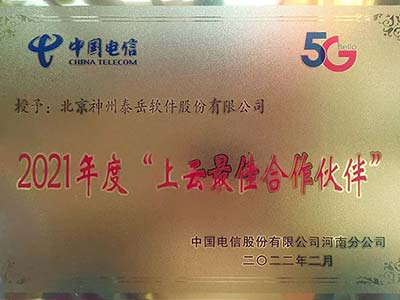 中国电信
CHINA TELECOM
5G
hello
授予：北京神州泰岳软件股份有限公司
2021年度“上云最佳合作伙伴”
中国电信股份有限公司河南分公司
二〇二二年二月